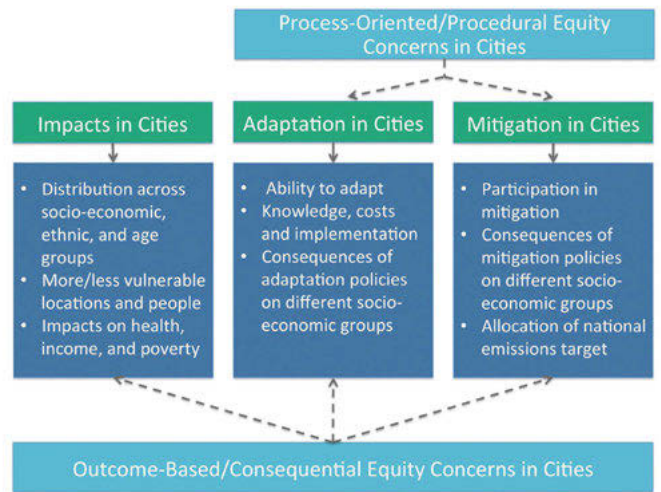 Process-Oriented/Procedural Equity
Concerns in Cities
Impacts in Cities
Adaptation in Cities
Mitigation in Cities
• Distribution across
socio-economic,
ethnic, and age
groups
• More/less vulnerable
locations and people
• Impacts on health,
income, and poverty
• Ability to adapt
• Knowledge, costs
and implementation
• Consequences of
adaptation policies
on different socio-
economic groups
• Participation in
mitigation
• Consequences of
mitigation policies
on different socio-
economic groups
• Allocation of national
emissions target
Outcome-Based/Consequential Equity Concerns in Cities